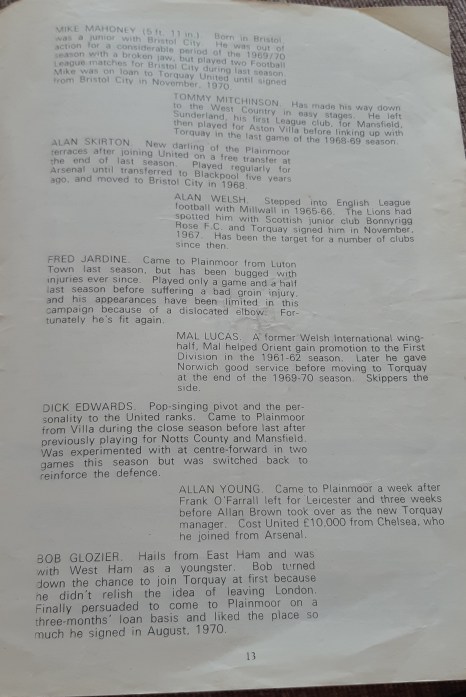 MIKE MAHONEY (5 ft. 11 in.) Born in Bristol,
was a junior with Bristol City. He was out of
action for a considerable period of the 1969/70
season with a broken jaw, but played two Football
League matches for Bristol City during last season.
Mike was on loan to Torquay United until signed
from Bristol City in November, 1970.
TOMMY MITCHINSON. Has made his way down
to the West Country in easy stages. He left
Sunderland, his first League club, for Mansfield,
then played for Aston Villa before linking up with
Torquay in the last game of the 1968-69 season.
ALAN SKIRTON. New darling of the Plainmoor
terraces after joining United on a free transfer at
the end of last season. Played regularly for
Arsenal until transferred to Blackpool five years
ago, and moved to Bristol City in 1968.
ALAN WELSH. Stepped into English League
football with Millwall in 1965-66. The Lions had
spotted him with Scottish junior club Bonnyrigg
Rose F.C. and Torquay signed him in November,
1967. Has been the target for a number of clubs
since then.
FRED JARDINE. Came to Plainmoor from Luton
Town last season, but has been bugged with
injuries ever since. Played only a game and a half
last season before suffering a bad groin injury,
and his appearances have been limited in this
campaign because of a dislocated elbow. For-
tunately he's fit again.
MAL LUCAS. A former Welsh International wing-
half, Mal helped Orient gain promotion to the First
Division in the 1961-62 season. Later he gave
Norwich good service before moving to Torquay
at the end of the 1969-70 season. Skippers the
side.
DICK EDWARDS. Pop-singing pivot and the per-
sonality to the United ranks. Came to Plainmoor
from Villa during the close season before last after
previously playing for Notts County and Mansfield.
Was experimented with at centre-forward in two
games this season but was switched back to
reinforce the defence.
ALLAN YOUNG. Came to Plainmoor a week after
Frank O'Farrall left for Leicester and three weeks
before Allan Brown took over as the new Torquay
manager. Cost United £10,000 from Chelsea, who
he joined from Arsenal.
BOB GLOZIER. Hails from East Ham and was
with West Ham as a youngster. Bob turned
down the chance to join Torquay at first because
he didn't relish the idea of leaving London.
Finally persuaded to come to Plainmoor on a
three-months' loan basis and liked the place so
much he signed in August, 1970.
13